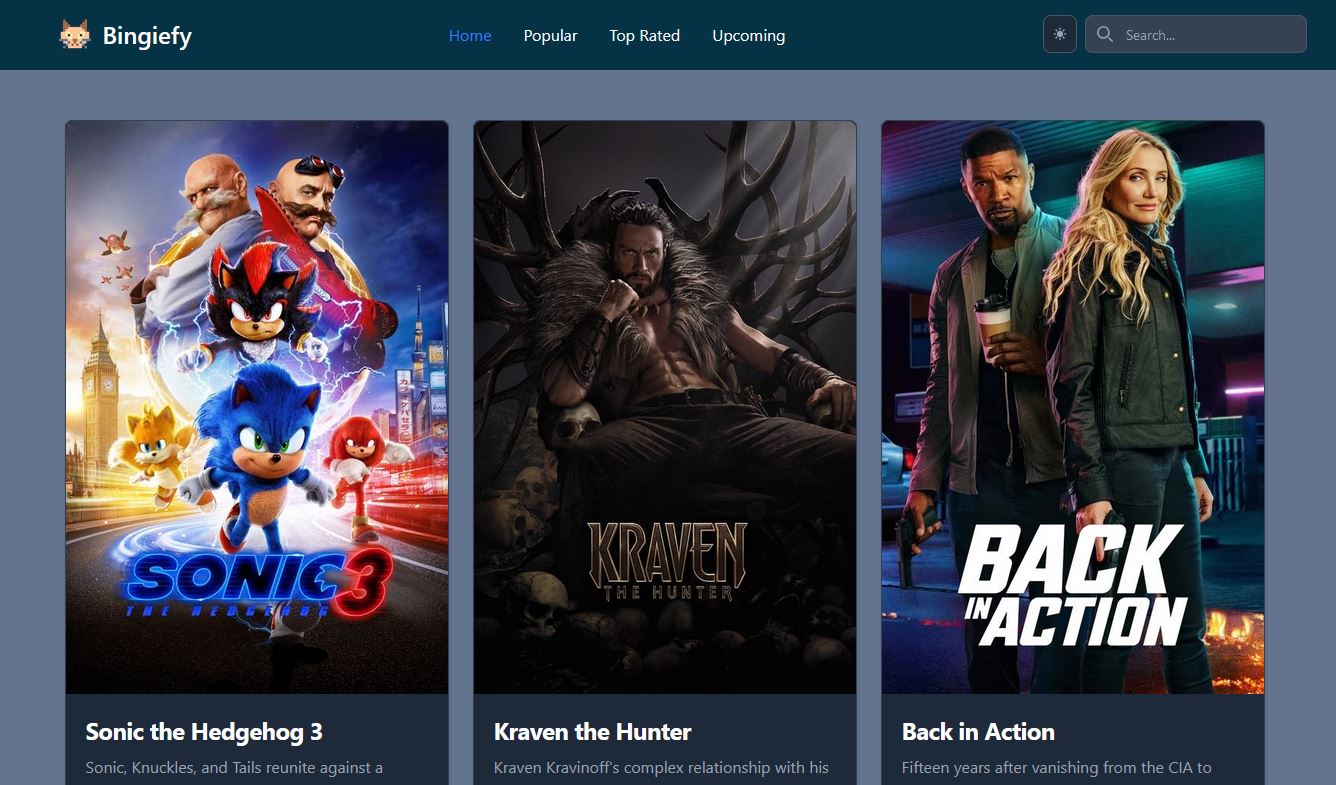 Bingiefy
Home
Popular
Top Rated
Upcoming
Search...
SONIC 3
THE HEDGEHOG
KRAVEN
THE HUNTER
BACK
IN ACTION
Sonic the Hedgehog 3
Sonic, Knuckles, and Tails reunite against a
Kraven the Hunter
Kraven Kravinoff's complex relationship with his
Back in Action
Fifteen years after vanishing from the CIA to